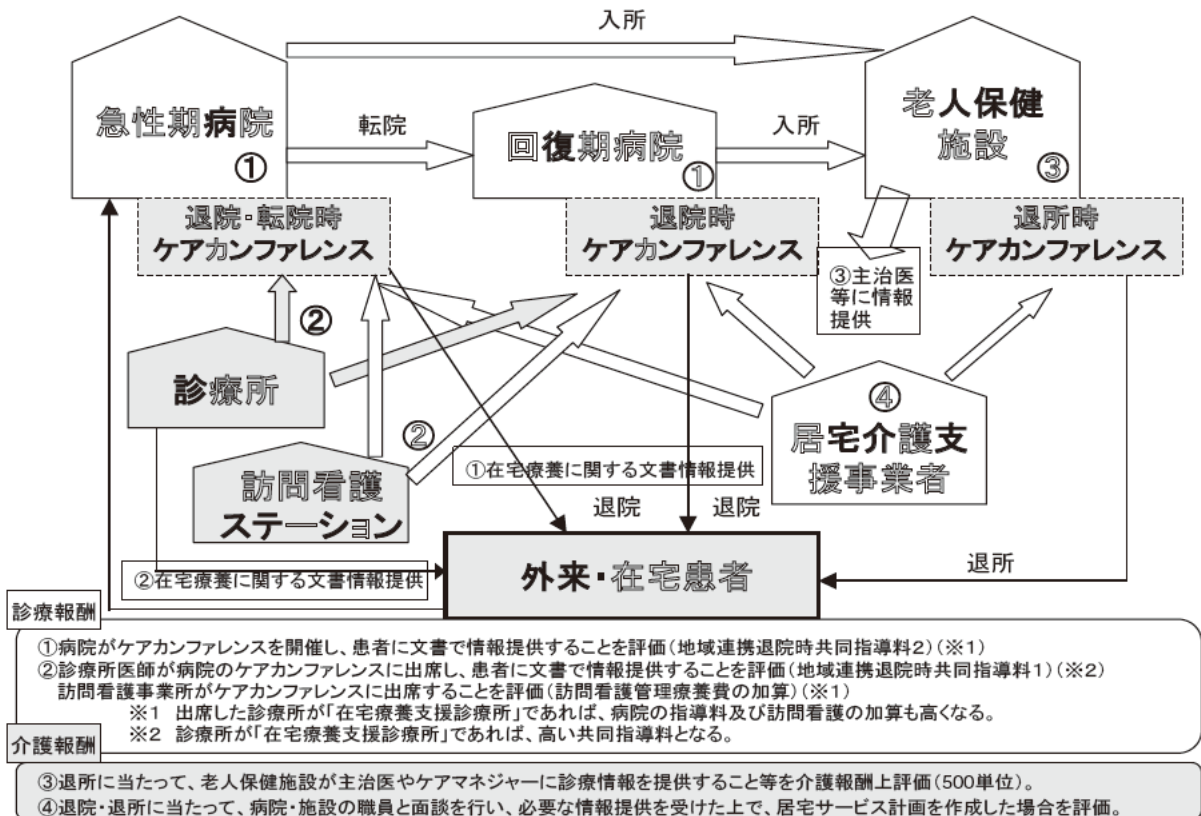 入所
急性期病院
①
転院
回復期病院
①
入所
老人保健
施設
③
退院・転院時
ケアカンファレンス
退院時
ケアカンファレンス
退所時
ケアカンファレンス
③主治医
等に情報
提供
②
診療所
②
訪問看護
ステーション
④
居宅介護支
援事業者
①在宅療養に関する文書情報提供
退院
退院
退所
②在宅療養に関する文書情報提供
外来・在宅患者
診療報酬
①病院がケアカンファレンスを開催し、患者に文書で情報提供することを評価(地域連携退院時共同指導料2)(※1)
②診療所医師が病院のケアカンファレンスに出席し、患者に文書で情報提供することを評価(地域連携退院時共同指導料1)(※2)
訪問看護事業所がケアカンファレンスに出席することを評価(訪問看護管理療養費の加算)(※1)
※1 出席した診療所が「在宅療養支援診療所」であれば、病院の指導料及び訪問看護の加算も高くなる。
※2 診療所が「在宅療養支援診療所」であれば、高い共同指導料となる。
介護報酬
③退所に当たって、老人保健施設が主治医やケアマネジャーに診療情報を提供すること等を介護報酬上評価(500単位)。
④退院・退所に当たって、病院・施設の職員と面談を行い、必要な情報提供を受けた上で、居宅サービス計画を作成した場合を評価。